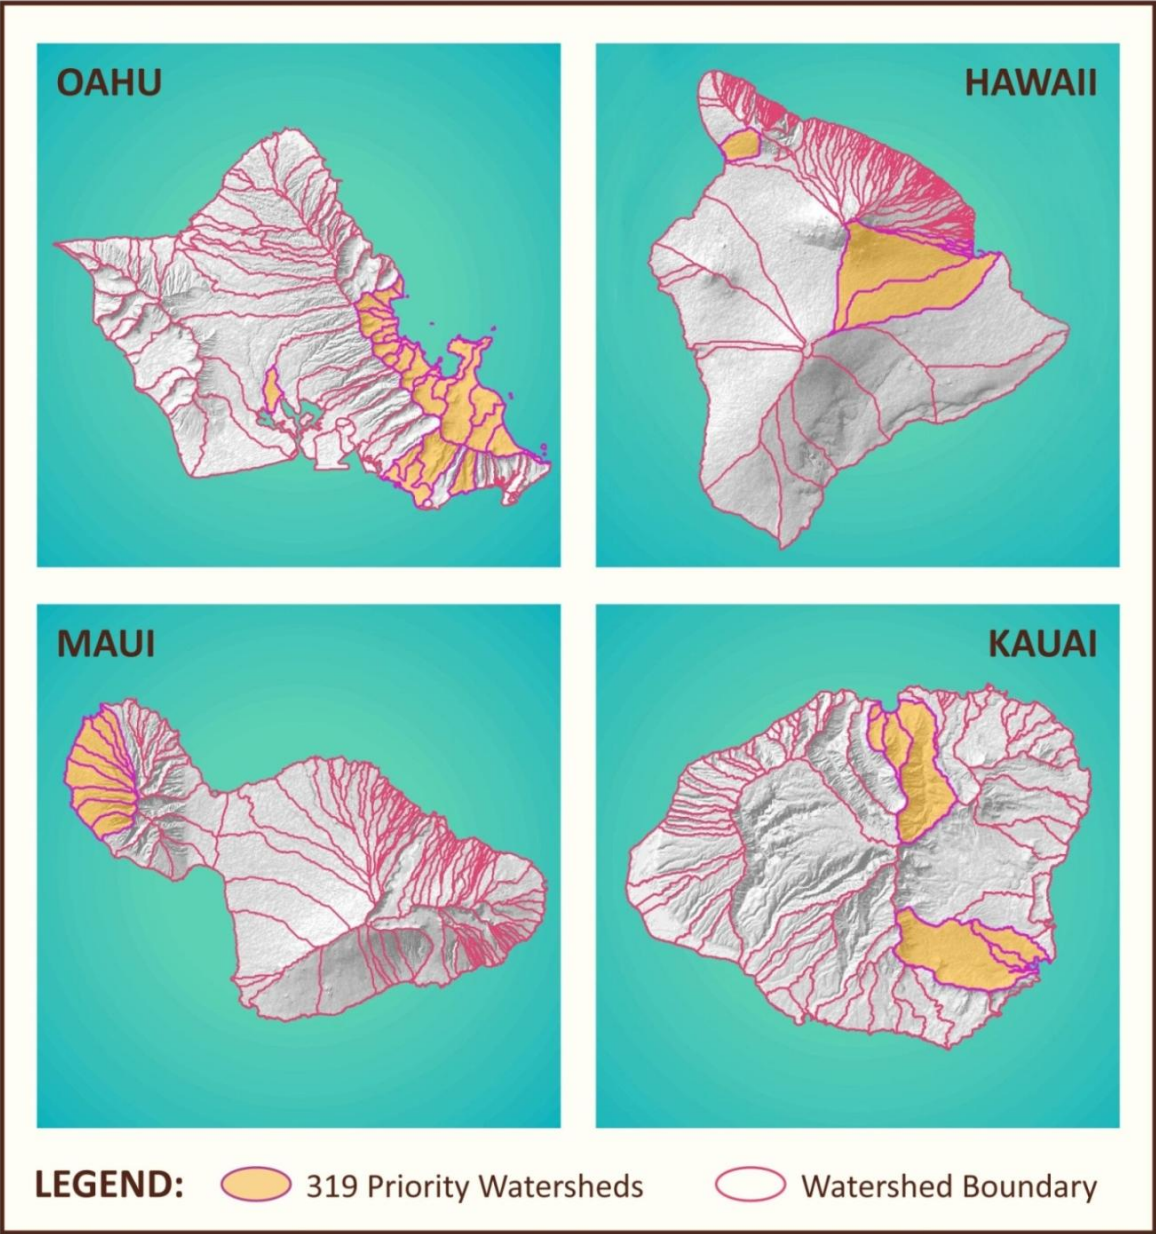 OAHU
HAWAII
MAUI
KAUAI
LEGEND: 319 Priority Watersheds Watershed Boundary